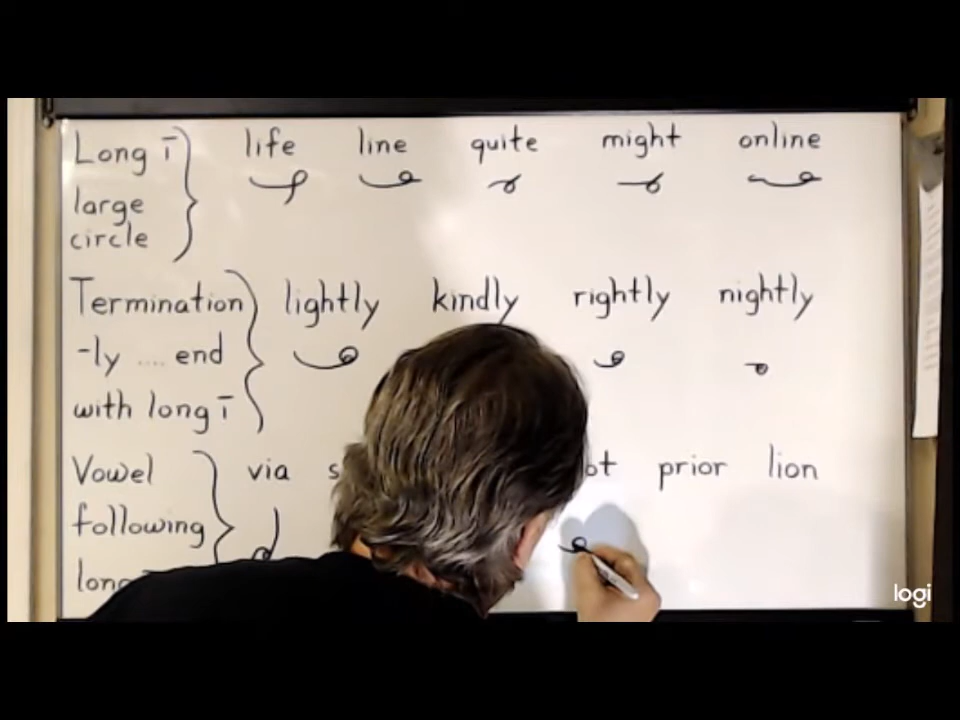 Long ī life line quite might online
large
circle
Termination lightly kindly rightly nightly
-ly .... end
with long ī
Vowel via prior lion
following
long
logi